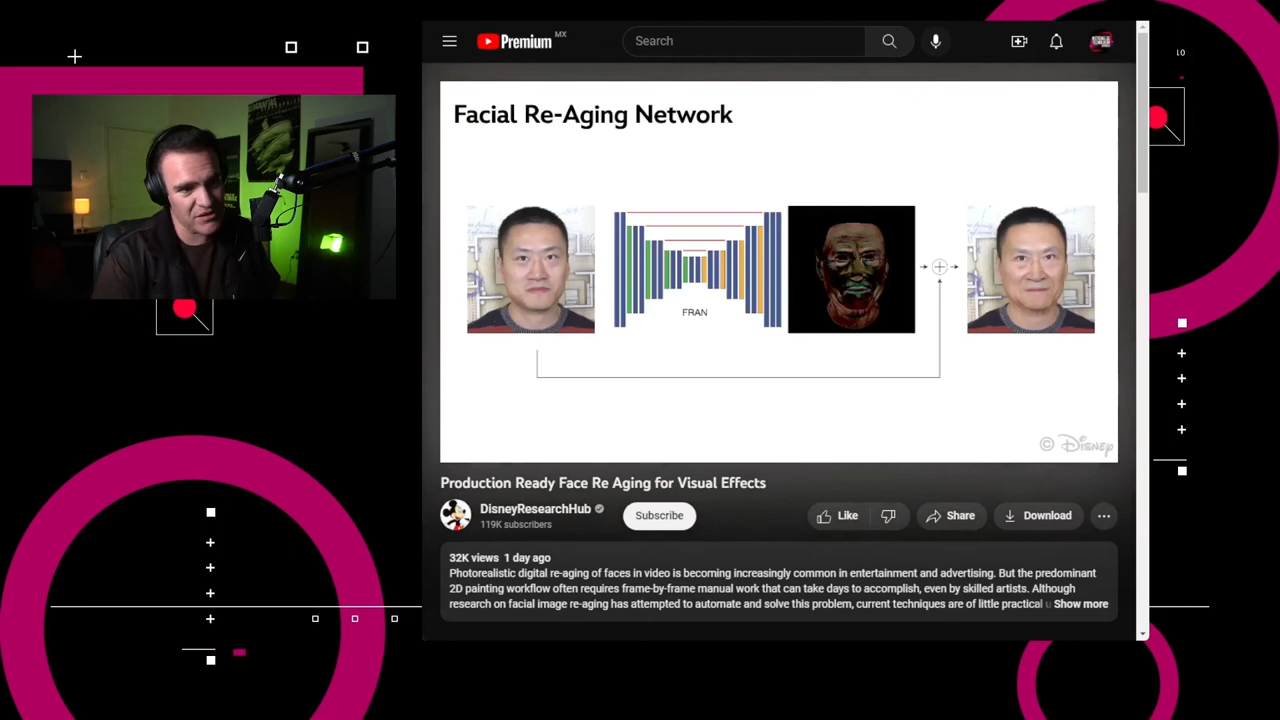 Premium MX
Search
Facial Re-Aging Network
FRAN
© Disney
Production Ready Face Re Aging for Visual Effects
DisneyResearchHub
119K subscribers
Subscribe
Like
Share
Download
32K views 1 day ago
Photorealistic digital re-aging of faces in video is becoming increasingly common in entertainment and advertising. But the predominant
2D painting workflow often requires frame-by-frame manual work that can take days to accomplish, even by skilled artists. Although
research on facial image re-aging has attempted to automate and solve this problem, current techniques are of little practical Show more